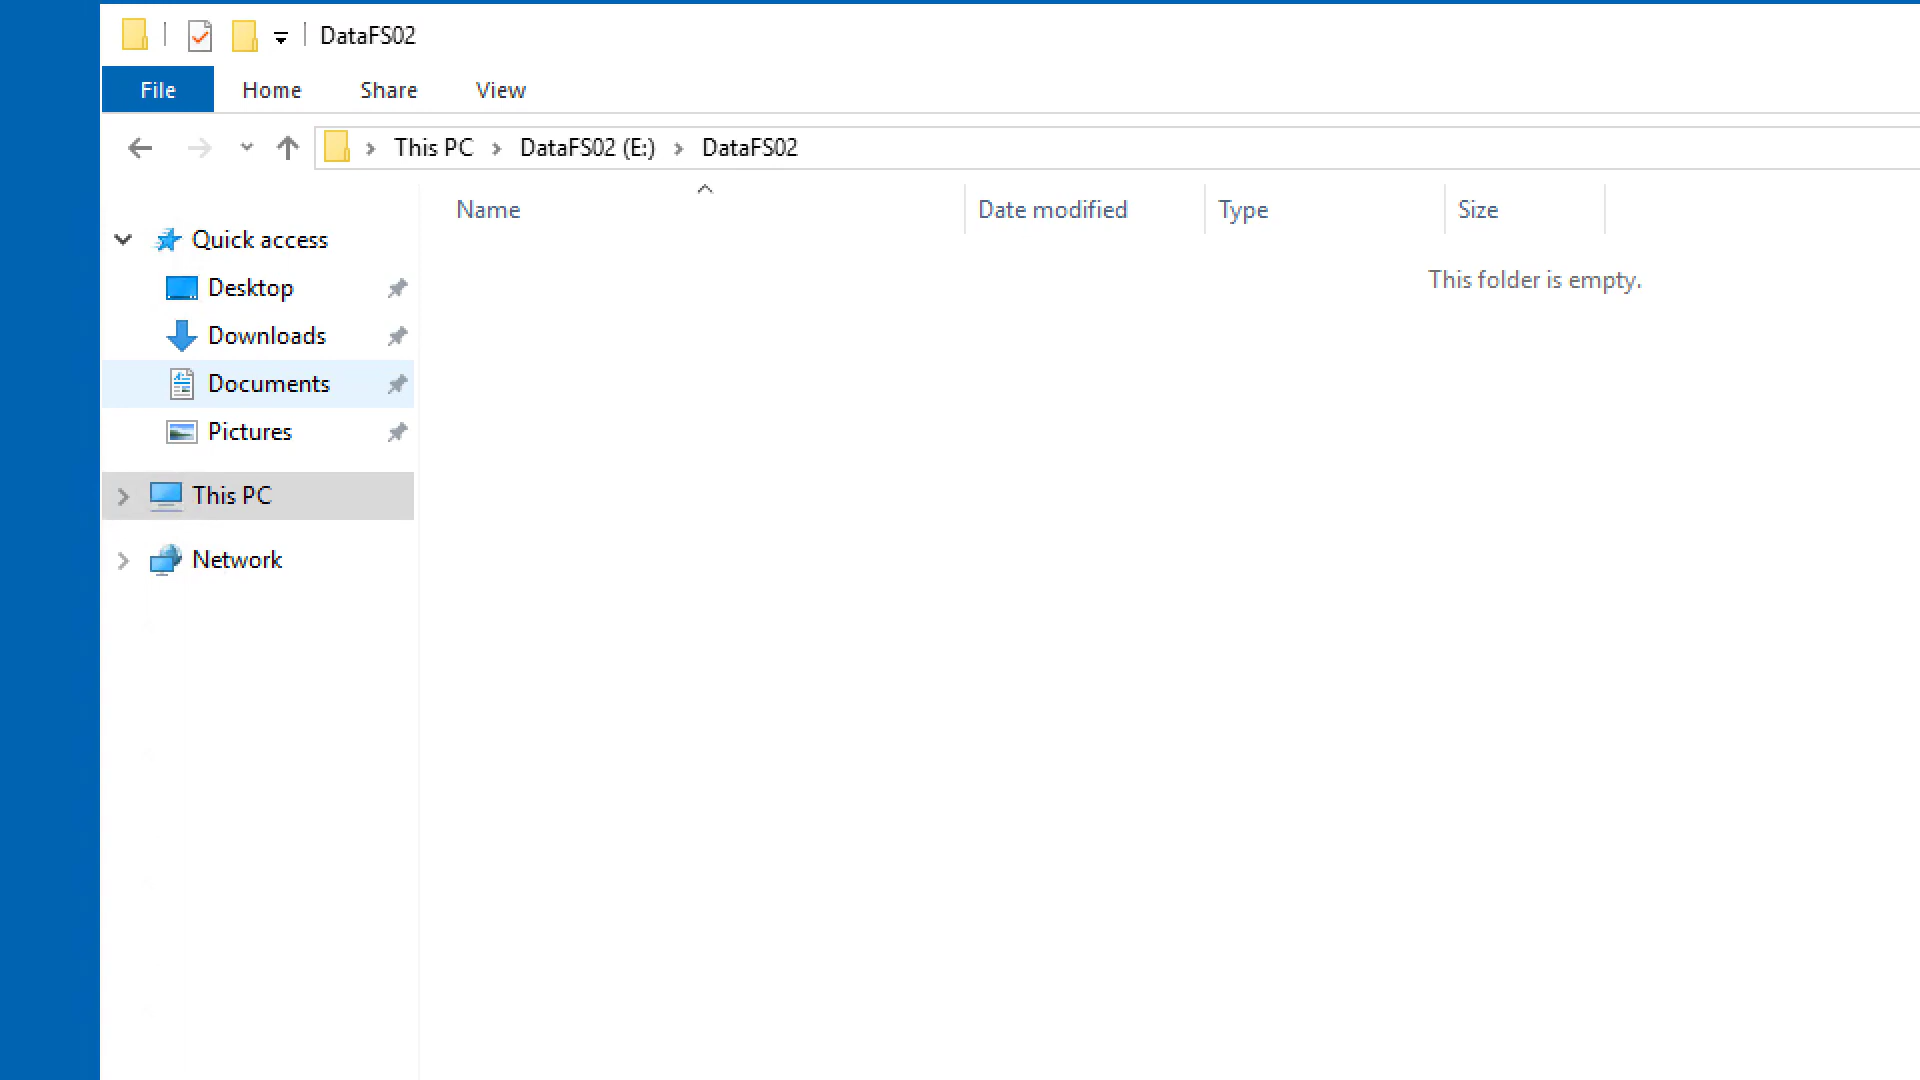 DataFS02
File Home Share View
This PC DataFS02 (E:) DataFS02
Name Date modified Type Size
This folder is empty.
Quick access
Desktop
Downloads
Documents
Pictures
This PC
Network